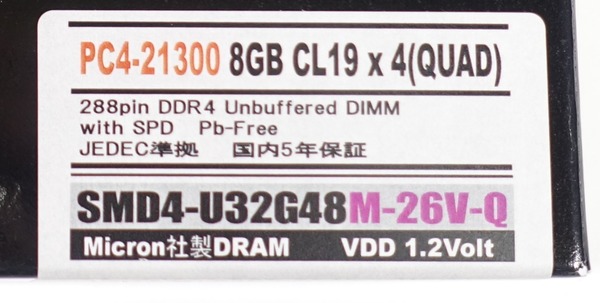 PC4-21300 8GB CL19 x 4(QUAD)
288pin DDR4 Unbuffered DIMM
with SPD Pb-Free
JEDEC準拠 国内5年保証
SMD4-U32G48M-26V-Q
Micron社製DRAM VDD 1.2Volt